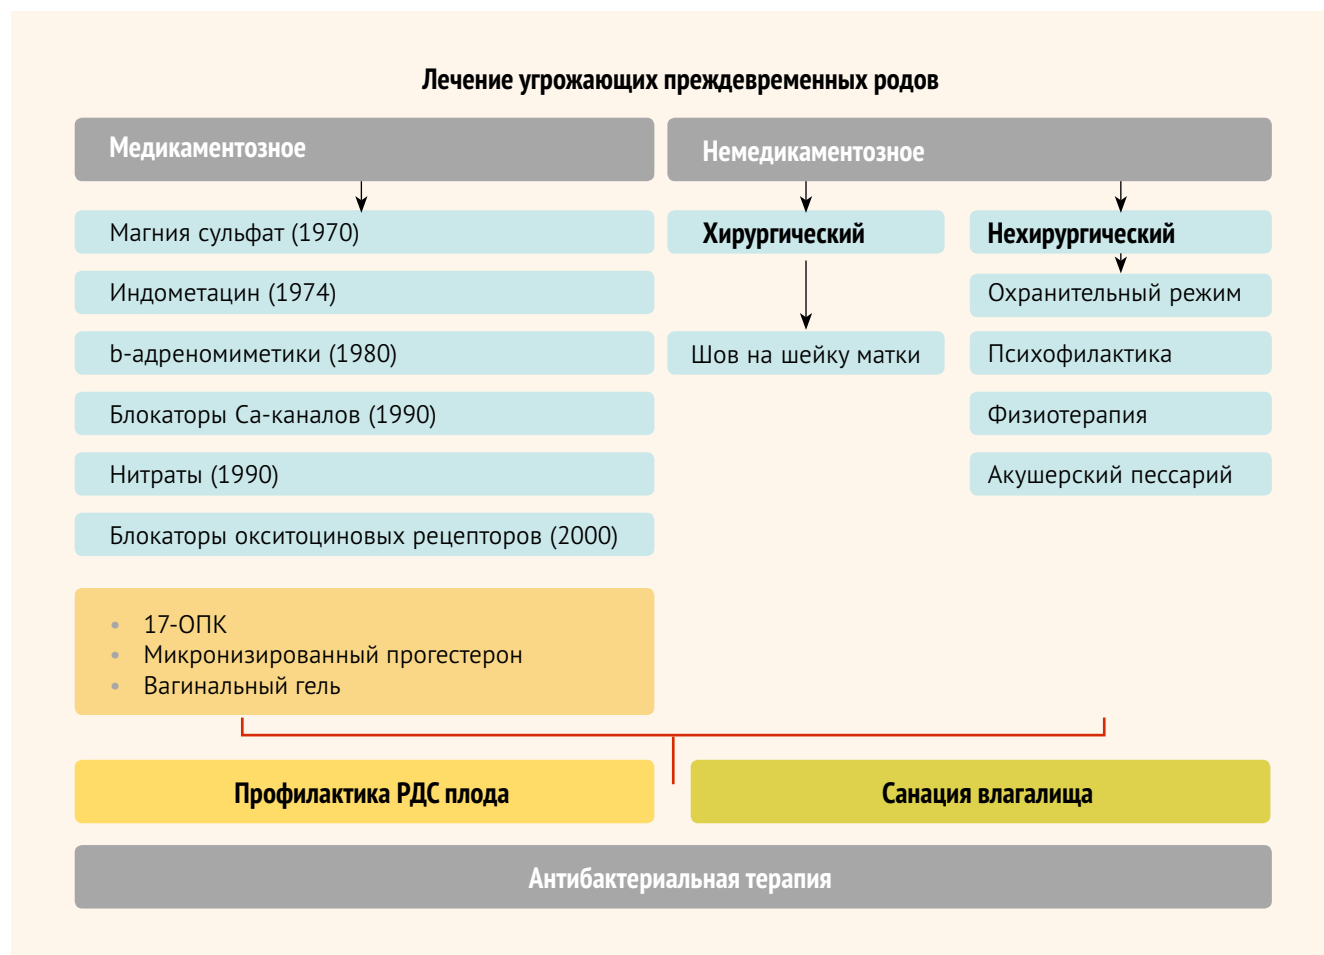 Лечение угрожающих преждевременных родов
Медикаментозное
Немедикаментозное
Магния сульфат (1970)
Индометацин (1974)
b-адреномиметики (1980)
Блокаторы Ca-каналов (1990)
Нитраты (1990)
Блокаторы окситоциновых рецепторов (2000)
Хирургический
Шов на шейку матки
Нехирургический
Охранительный режим
Психофилактика
Физиотерапия
Акушерский пессарий
• 17-ОПК
• Микронизированный прогестерон
• Вагинальный гель
Профилактика РДС плода
Санация влагалища
Антибактериальная терапия